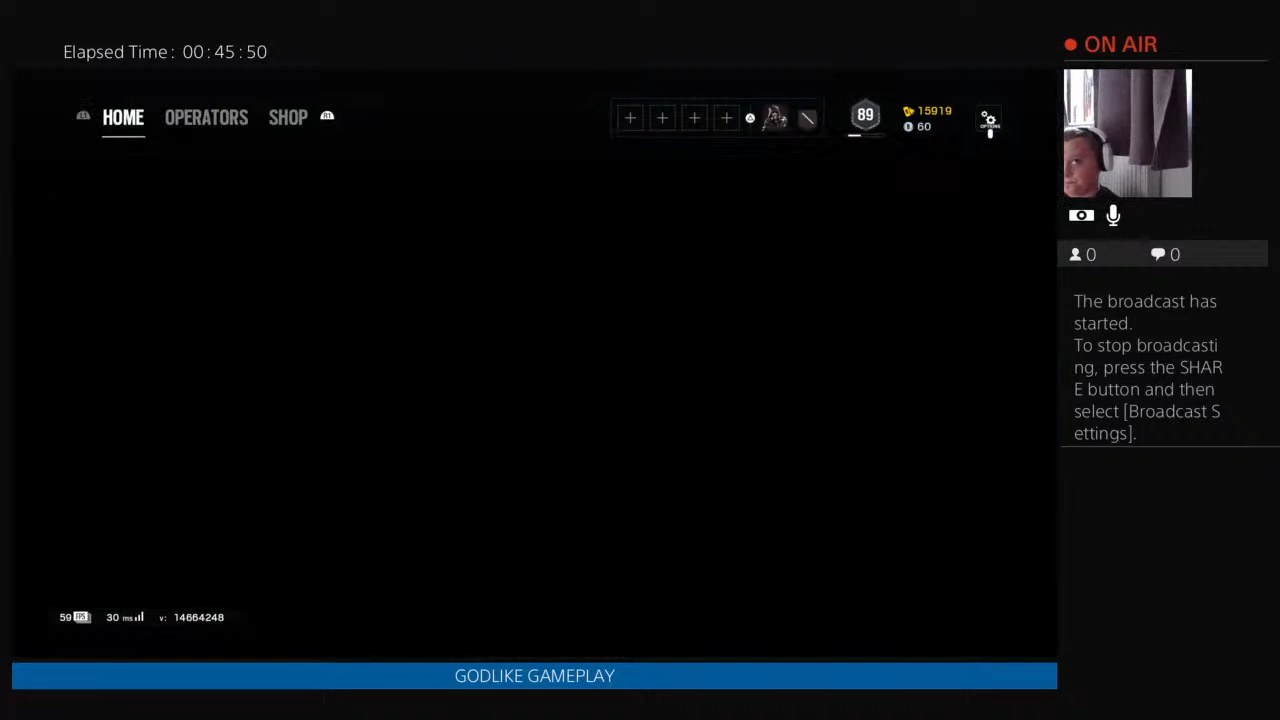 Elapsed Time: 00:45:50
ON AIR
HOME OPERATORS SHOP
89
15919
60
OPTIONS
0 0
The broadcast has
started.
To stop broadcasti
ng, press the SHAR
E button and then
select [Broadcast S
ettings].
59 FPS 30 ms v: 14664248
GODLIKE GAMEPLAY